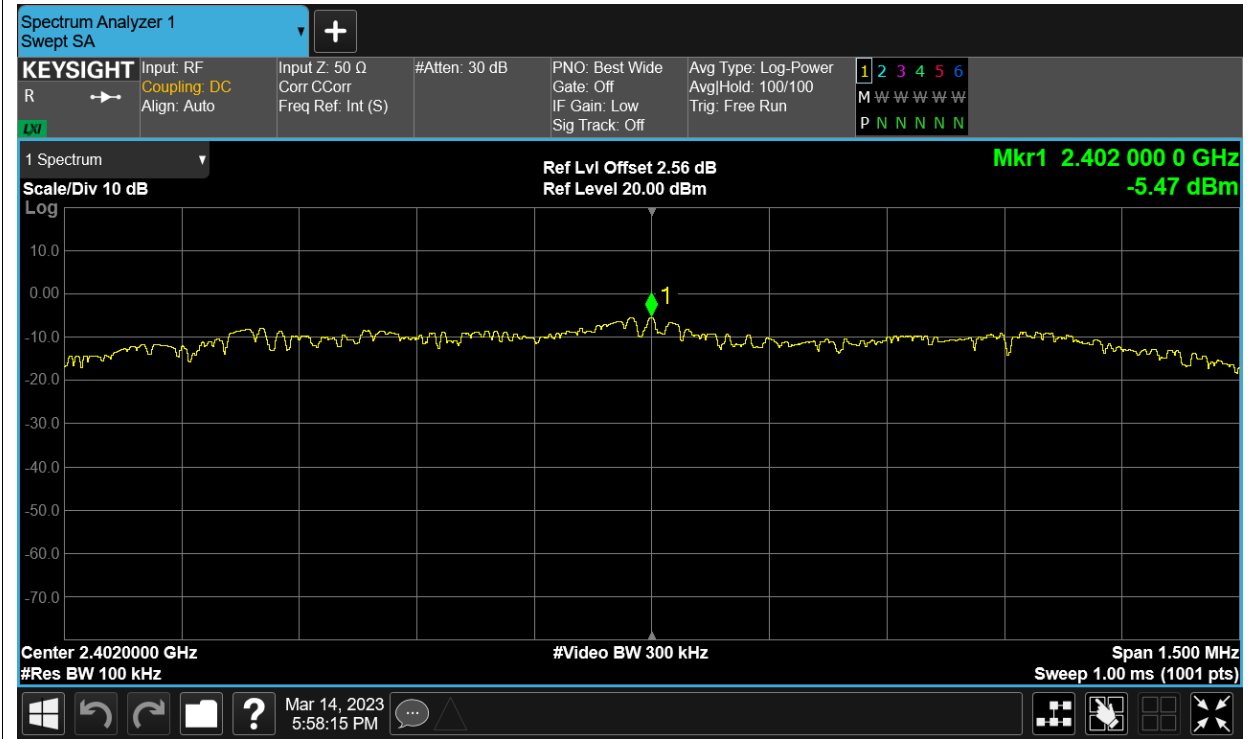 Spectrum Analyzer 1
Swept SA
KEYSIGHT
R
LXI
Input: RF
Coupling: DC
Align: Auto
Input Z: 50 Ω
Corr CCorr
Freq Ref: Int (S)
#Atten: 30 dB
PNO: Best Wide
Gate: Off
IF Gain: Low
Sig Track: Off
Avg Type: Log-Power
Avg|Hold: 100/100
Trig: Free Run
1 2 3 4 5 6
M W W W W W
P N N N N N
1 Spectrum
Scale/Div 10 dB
Log
Ref Lvl Offset 2.56 dB
Ref Level 20.00 dBm
Mkr1 2.402 000 0 GHz
-5.47 dBm
10.0
0.00
1
-10.0
-20.0
-30.0
-40.0
-50.0
-60.0
-70.0
Center 2.4020000 GHz
#Res BW 100 kHz
#Video BW 300 kHz
Span 1.500 MHz
Sweep 1.00 ms (1001 pts)
?
Mar 14, 2023
5:58:15 PM